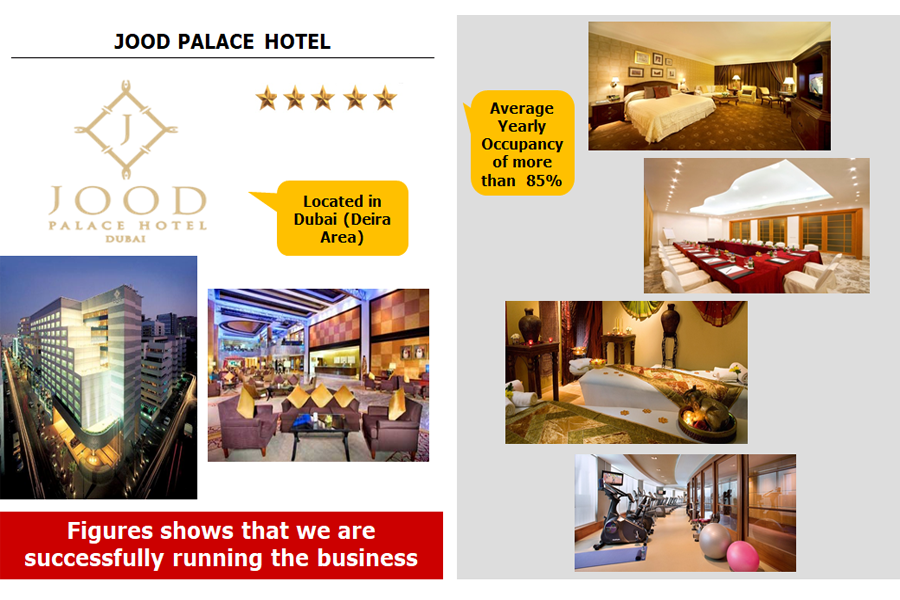 JOOD PALACE HOTEL
J
JOOD
PALACE HOTEL
DUBAI
Located in
Dubai (Deira
Area)
Figures shows that we are
successfully running the business
Average
Yearly
Occupancy
of more
than 85%